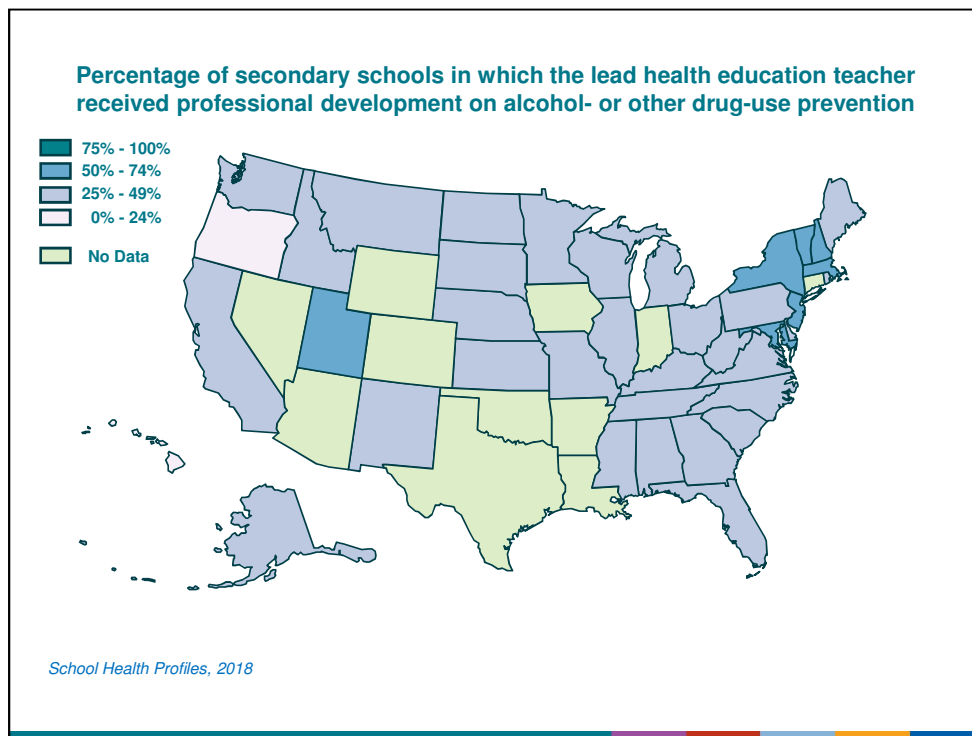 Percentage of secondary schools in which the lead health education teacher
received professional development on alcohol- or other drug-use prevention
75% - 100%
50% - 74%
25% - 49%
0% - 24%
No Data
School Health Profiles, 2018